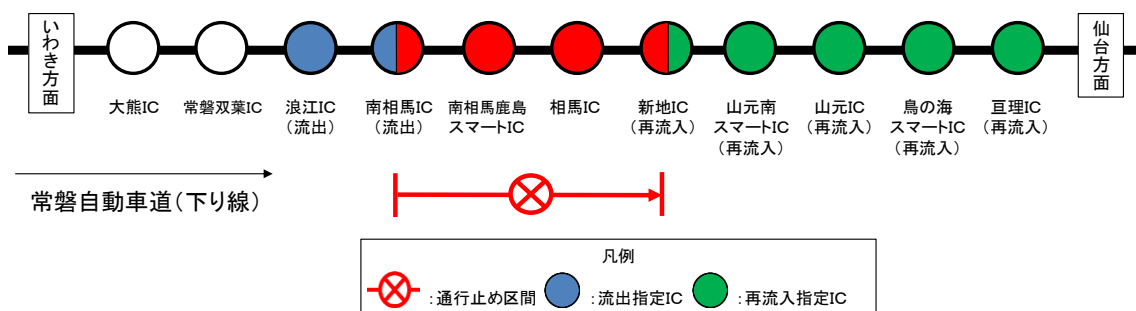 いわき方面
仙台方面
大熊IC
常磐双葉IC
浪江IC
(流出)
南相馬IC
(流出)
南相馬鹿島
スマートIC
相馬IC
新地IC
(再流入)
山元南
スマートIC
(再流入)
山元IC
(再流入)
鳥の海
スマートIC
(再流入)
亘理IC
(再流入)
常磐自動車道(下り線)
凡例
:通行止め区間
:流出指定IC
:再流入指定IC